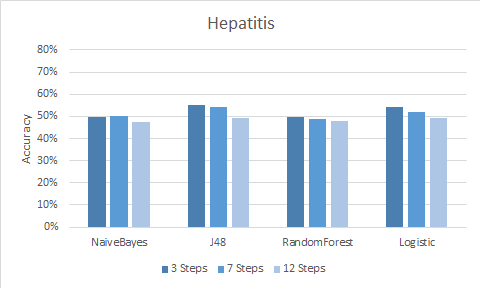 Hepatitis
80%
70%
60%
50%
40%
30%
20%
10%
0%
Accuracy
NaiveBayes J48 RandomForest Logistic
3 Steps 7 Steps 12 Steps